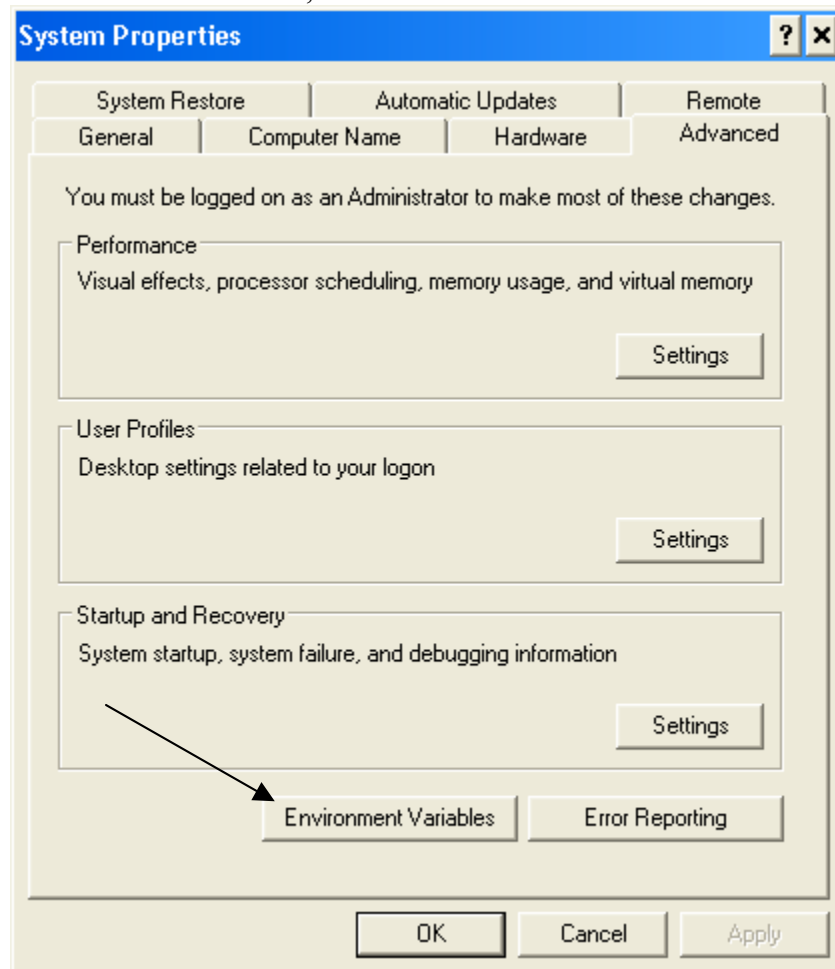 System Properties
System Restore Automatic Updates Remote
General Computer Name Hardware Advanced
You must be logged on as an Administrator to make most of these changes.
Performance
Visual effects, processor scheduling, memory usage, and virtual memory
Settings
User Profiles
Desktop settings related to your logon
Settings
Startup and Recovery
System startup, system failure, and debugging information
Settings
Environment Variables Error Reporting
OK Cancel Apply